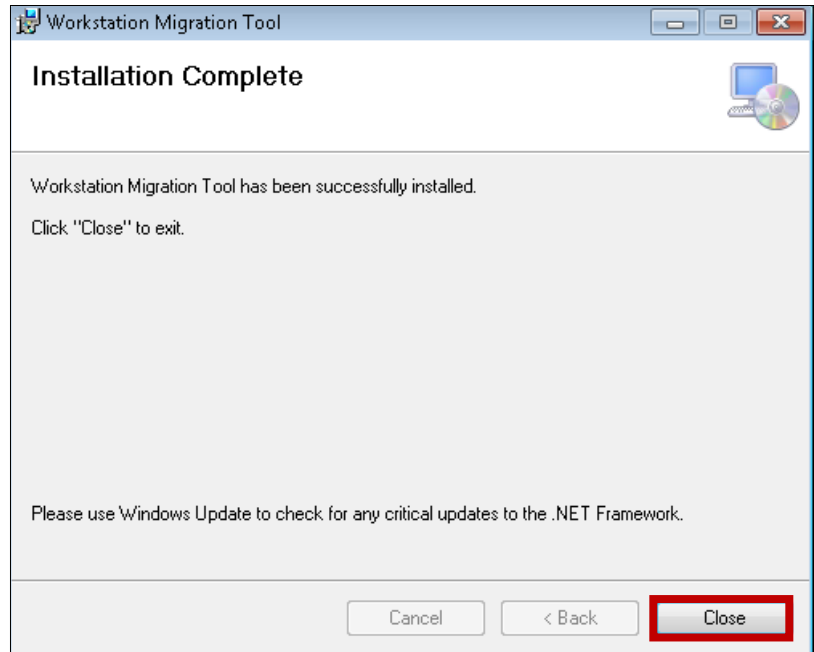 Workstation Migration Tool
Installation Complete
Workstation Migration Tool has been successfully installed.
Click "Close" to exit.
Please use Windows Update to check for any critical updates to the .NET Framework.
Cancel
< Back
Close